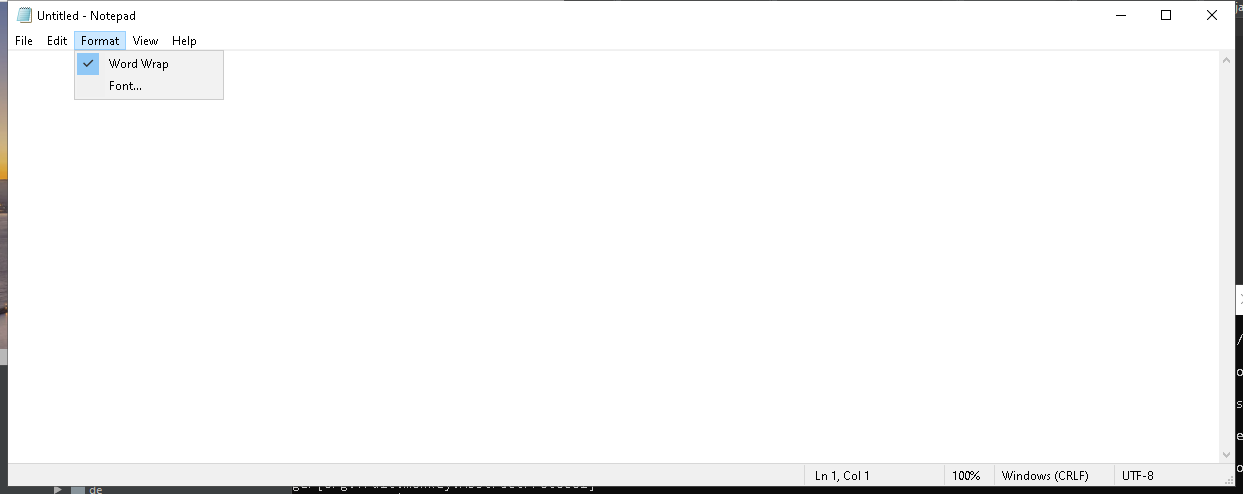 Untitled - Notepad
File Edit Format View Help
Word Wrap
Font...
Ln 1, Col 1 100% Windows (CRLF) UTF-8
de